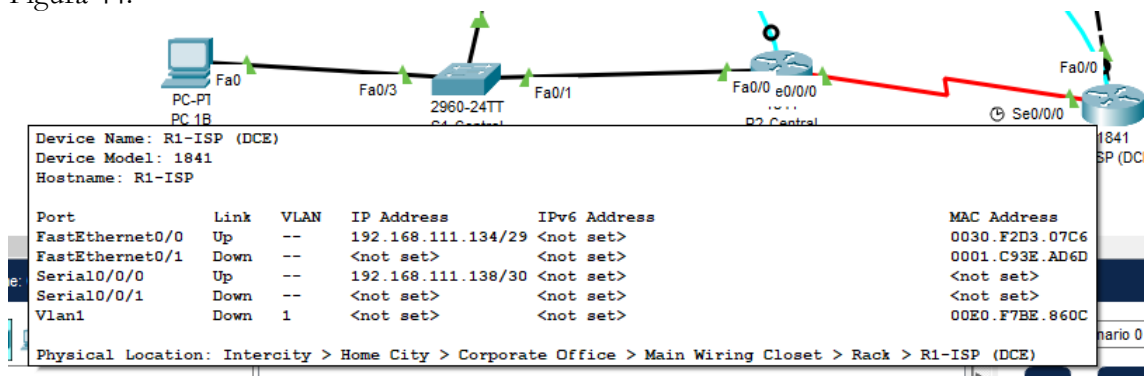 Figura 44.
Fa0
Fa0/3
Fa0/1
Fa0/0
e0/0/0
Fa0/0
PC-PT
PC 1B
2960-24TT
Se0/0/0
1841
SP (DC
Device Name: R1-ISP (DCE)
Device Model: 1841
Hostname: R1-ISP
Port Link VLAN IP Address IPv6 Address MAC Address
FastEthernet0/0 Up -- 192.168.111.134/29 <not set> 0030.F2D3.07C6
FastEthernet0/1 Down -- <not set> <not set> 0001.C93E.AD6D
Serial0/0/0 Up -- 192.168.111.138/30 <not set> <not set>
Serial0/0/1 Down -- <not set> <not set> <not set>
Vlan1 Down 1 <not set> <not set> 00E0.F7BE.860C
Physical Location: Intercity > Home City > Corporate Office > Main Wiring Closet > Rack > R1-ISP (DCE)
nario 0